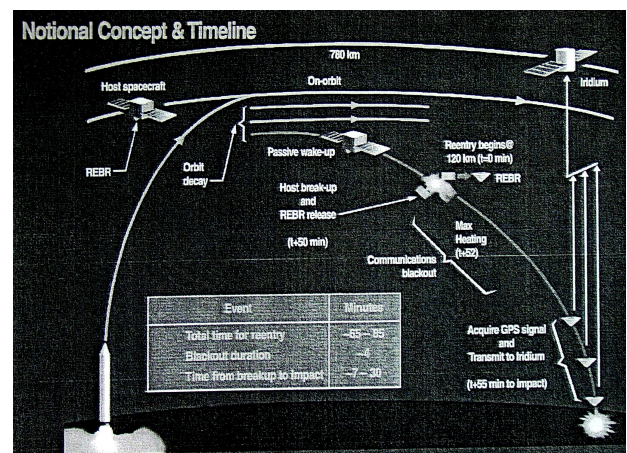 Notional Concept & Timeline
780 km
Host spacecraft
On-orbit
Iridium
REBR
Orbit
decay
Passive wake-up
Reentry begins@
120 km (t=0 min)
REBR
Host break-up
and
REBR release
(t+50 min)
Max
Heating
(t+52)
Communications
blackout
Event
Minutes
Total time for reentry
Blackout duration
~4
Time from breakup to impact
~7 – 30
Acquire GPS signal
and
Transmit to Iridium
(t+55 min to impact)